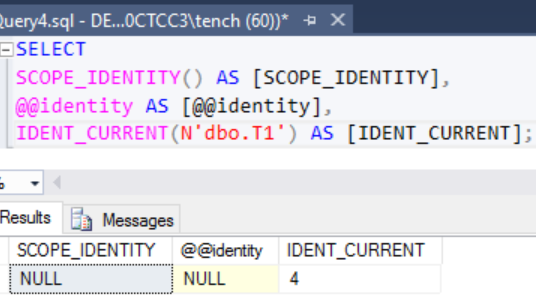 Query4.sql - DE...0CTCC3\tench (60))*
SELECT
SCOPE_IDENTITY() AS [SCOPE_IDENTITY],
@@identity AS [@@identity],
IDENT_CURRENT(N'dbo.T1') AS [IDENT_CURRENT];
%
Results Messages
SCOPE_IDENTITY @@identity IDENT_CURRENT
NULL NULL 4